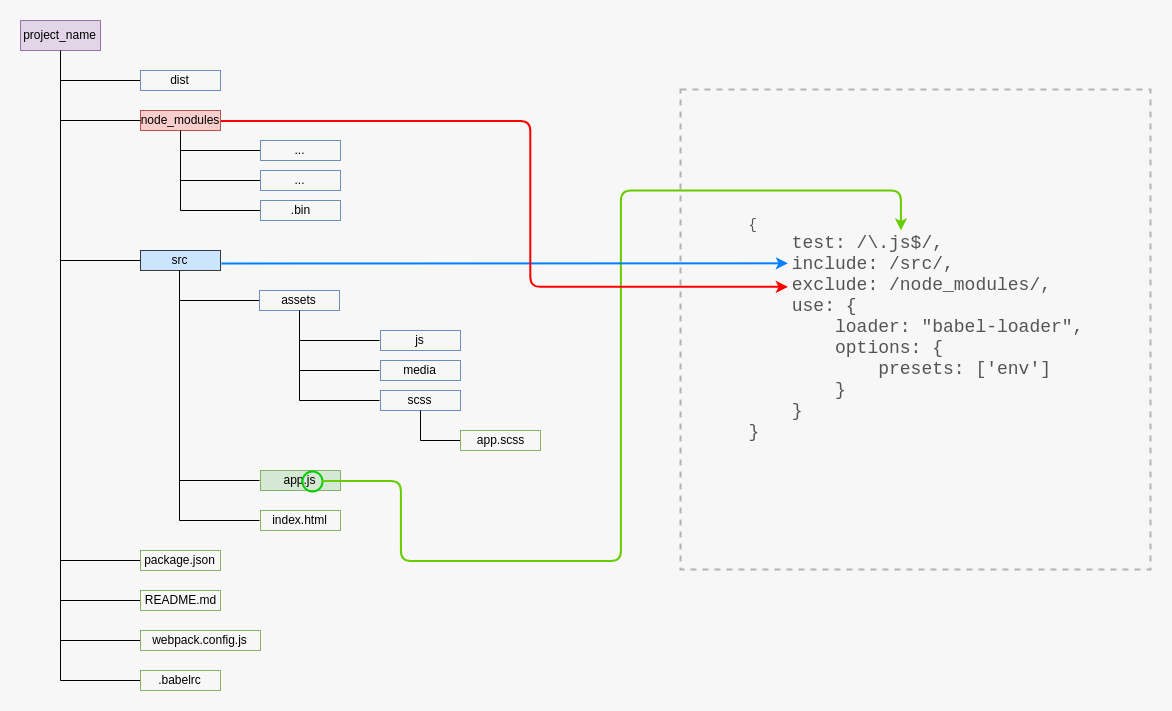 project_name
dist
node_modules
...
...
.bin
src
assets
js
media
scss
app.scss
app.js
index.html
package.json
README.md
webpack.config.js
.babelrc
{
    test: /\.js$/,
    include: /src/,
    exclude: /node_modules/,
    use: {
        loader: "babel-loader",
        options: {
            presets: ['env']
        }
    }
}